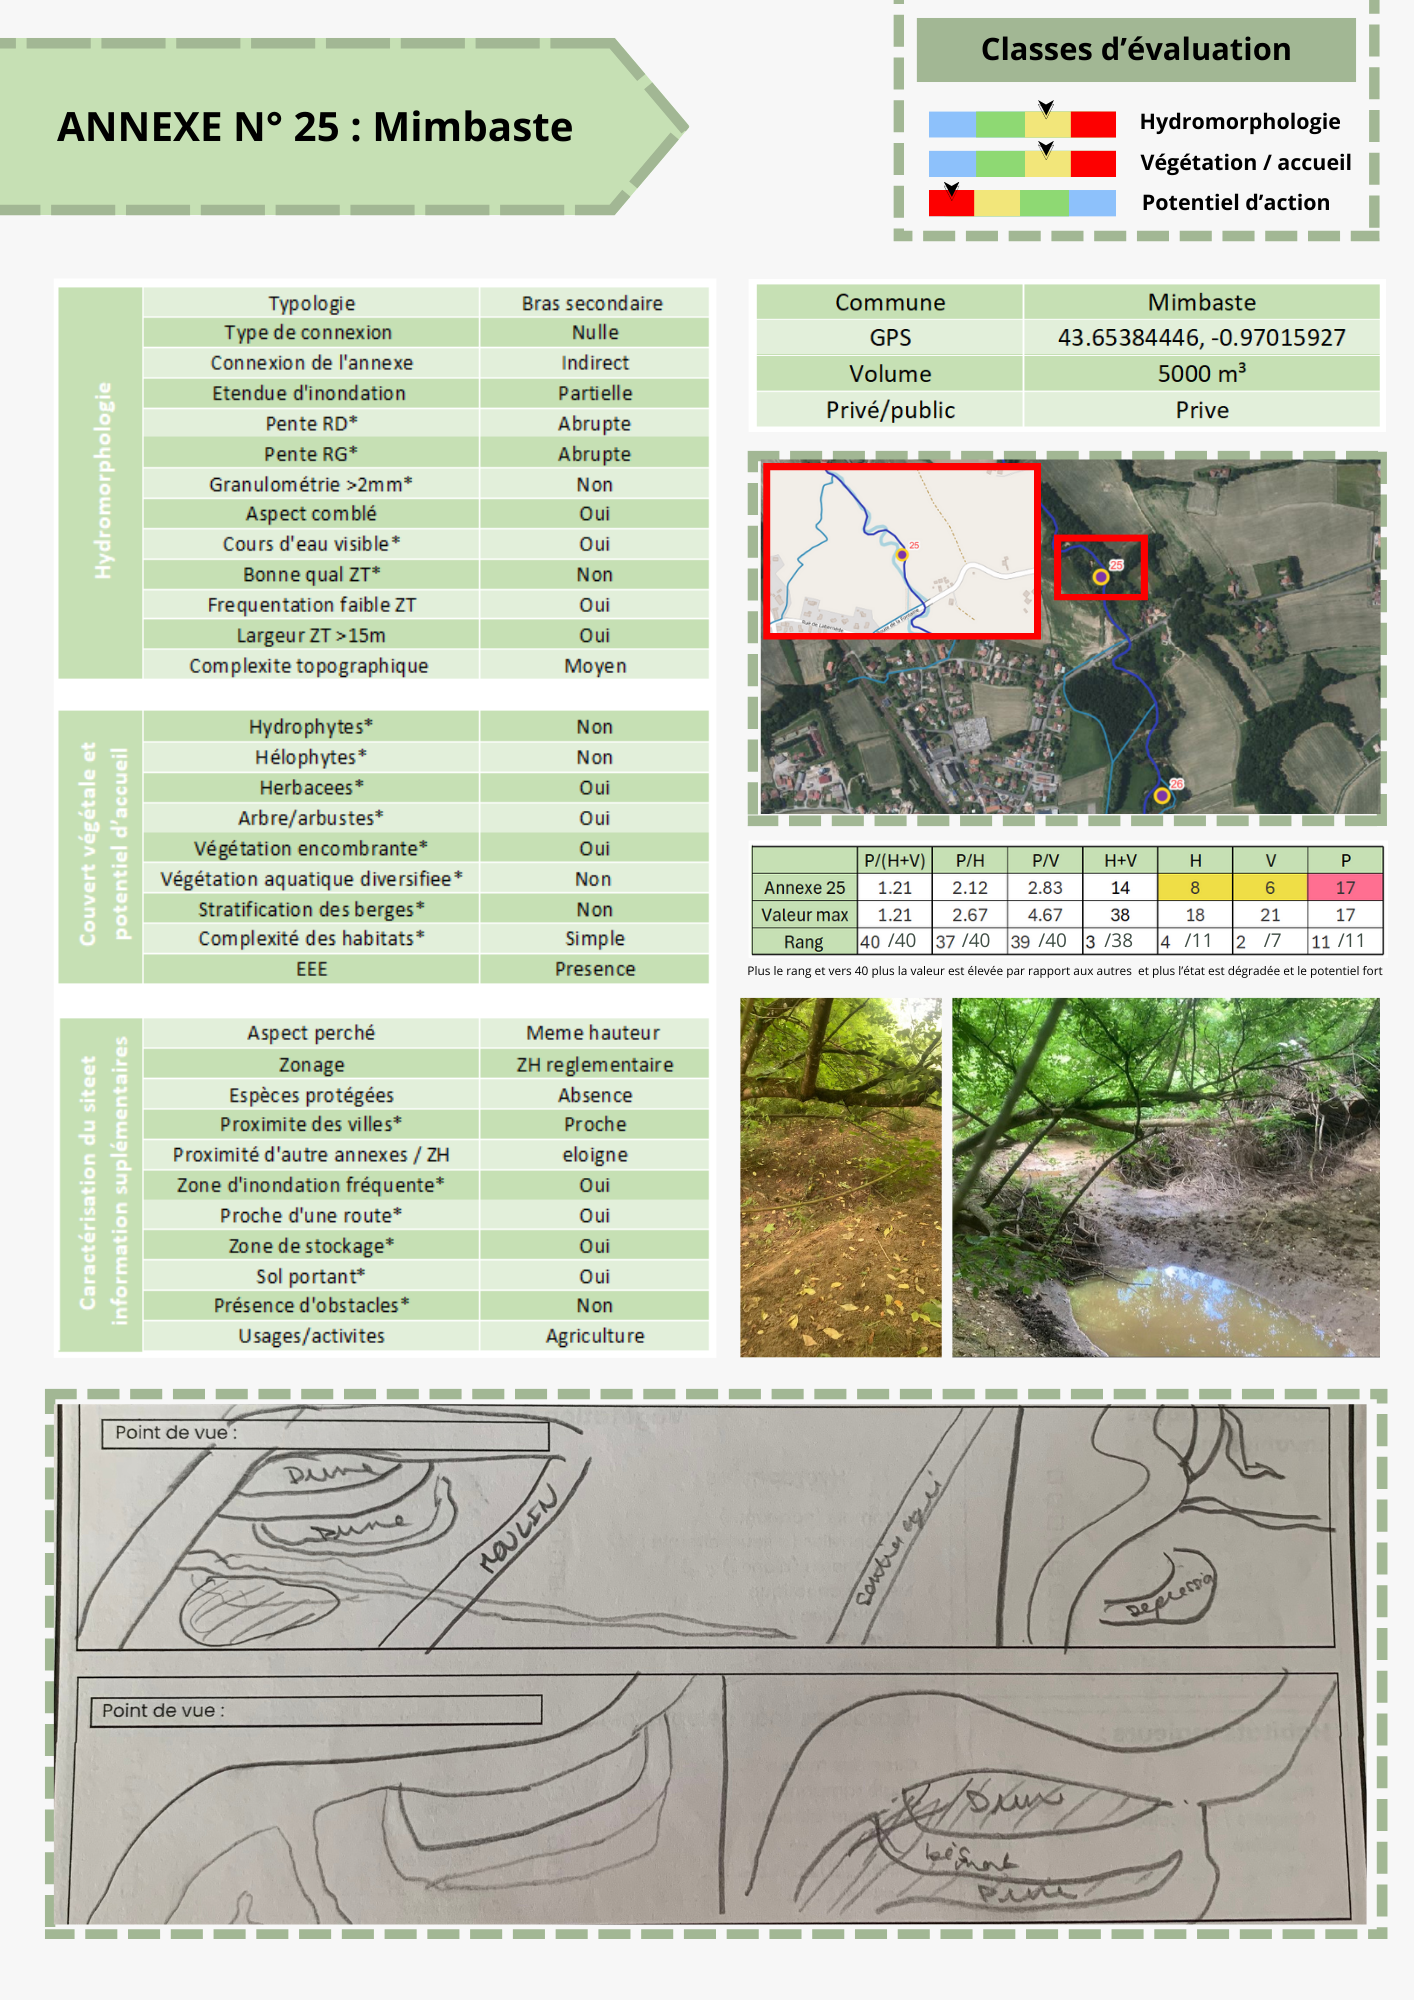 ANNEXE N° 25 : Mimbaste
Classes d'évaluation
Hydromorphologie
Végétation / accueil
Potentiel d'action
Hydromorphologie
Typologie Bras secondaire
Type de connexion Nulle
Connexion de l'annexe Indirect
Etendue d'inondation Partielle
Pente RD* Abrupte
Pente RG* Abrupte
Granulométrie >2mm* Non
Aspect comblé Oui
Cours d'eau visible* Oui
Bonne qual ZT* Non
Frequentation faible ZT Oui
Largeur ZT >15m Oui
Complexite topographique Moyen
Couvert végétale et
potentiel d'accueil
Hydrophytes* Non
Hélophytes* Non
Herbacees* Oui
Arbre/arbustes* Oui
Végétation encombrante* Oui
Végétation aquatique diversifiee* Non
Stratification des berges* Non
Complexité des habitats* Simple
EEE Presence
Caractérisation du siteet
information suplémentaires
Aspect perché Meme hauteur
Zonage ZH reglementaire
Espèces protégées Absence
Proximite des villes* Proche
Proximité d'autre annexes / ZH eloigne
Zone d'inondation fréquente* Oui
Proche d'une route* Oui
Zone de stockage* Oui
Sol portant* Oui
Présence d'obstacles* Non
Usages/activites Agriculture
Commune Mimbaste
GPS 43.65384446, -0.97015927
Volume 5000 m³
Privé/public Prive
25
25
26
P/(H+V) P/H P/V H+V H V P
Annexe 25 1.21 2.12 2.83 14 8 6 17
Valeur max 1.21 2.67 4.67 38 18 21 17
Rang 40 /40 37 /40 39 /40 3 /38 4 /11 2 /7 11 /11
Plus le rang et vers 40 plus la valeur est élevée par rapport aux autres et plus l'état est dégradée et le potentiel fort
Point de vue :
Dune
Dune
MOULIN
depression
Point de vue :
Dune